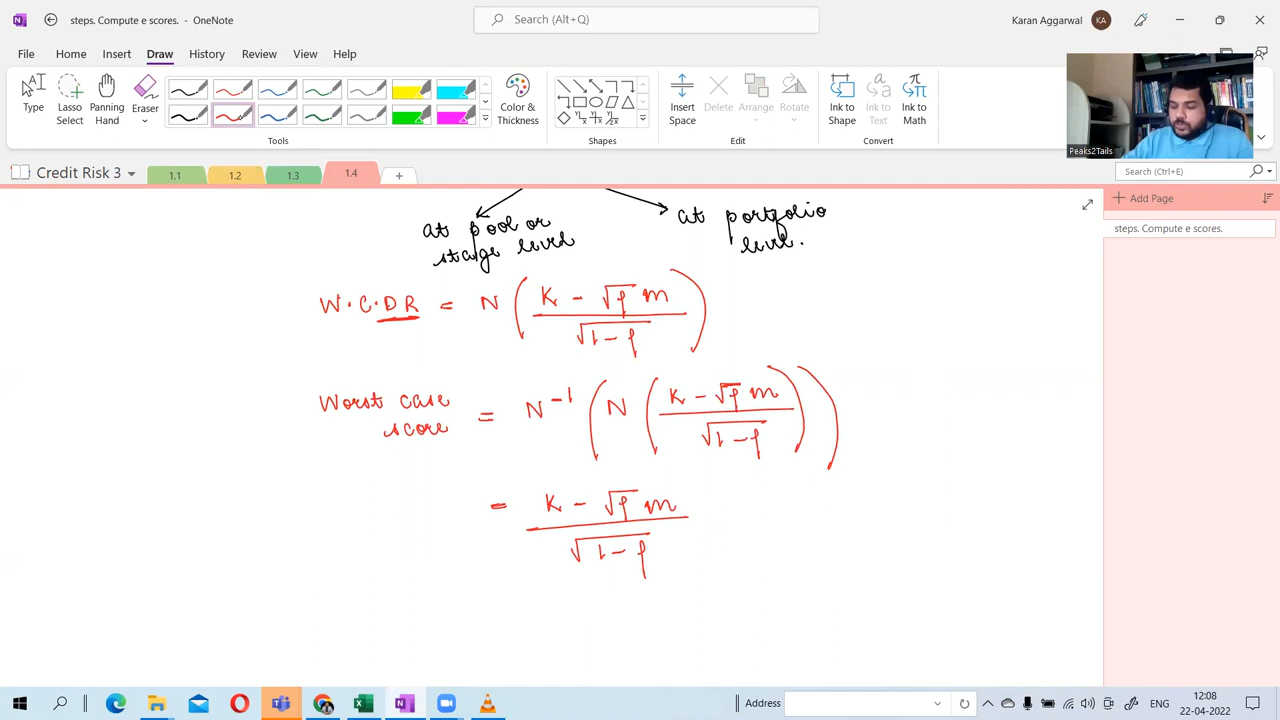 steps. Compute e scores. - OneNote
Search (Alt+Q)
Karan Aggarwal KA
File Home Insert Draw History Review View Help
Type
Lasso Select
Panning Hand
Eraser
Color & Thickness
Insert Space
Delete
Arrange
Rotate
Ink to Shape
Ink to Text
Ink to Math
Tools
Shapes
Edit
Convert
Peaks2Tails
Credit Risk 3
1.1 1.2 1.3 1.4 +
Search (Ctrl+E)
Add Page
steps. Compute e scores.
at pool or
stage level
at portfolio
level.
W.C.DR = N ( (K - √ρ m) / √1-ρ )
Worst case
score = N⁻¹ ( N ( (K - √ρ m) / √1-ρ ) )
= (K - √ρ m) / √1-ρ
Address
ENG
12:08
22-04-2022